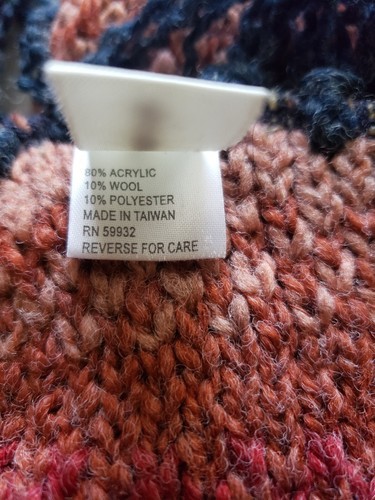 80% ACRYLIC
10% WOOL
10% POLYESTER
MADE IN TAIWAN
RN 59932
REVERSE FOR CARE